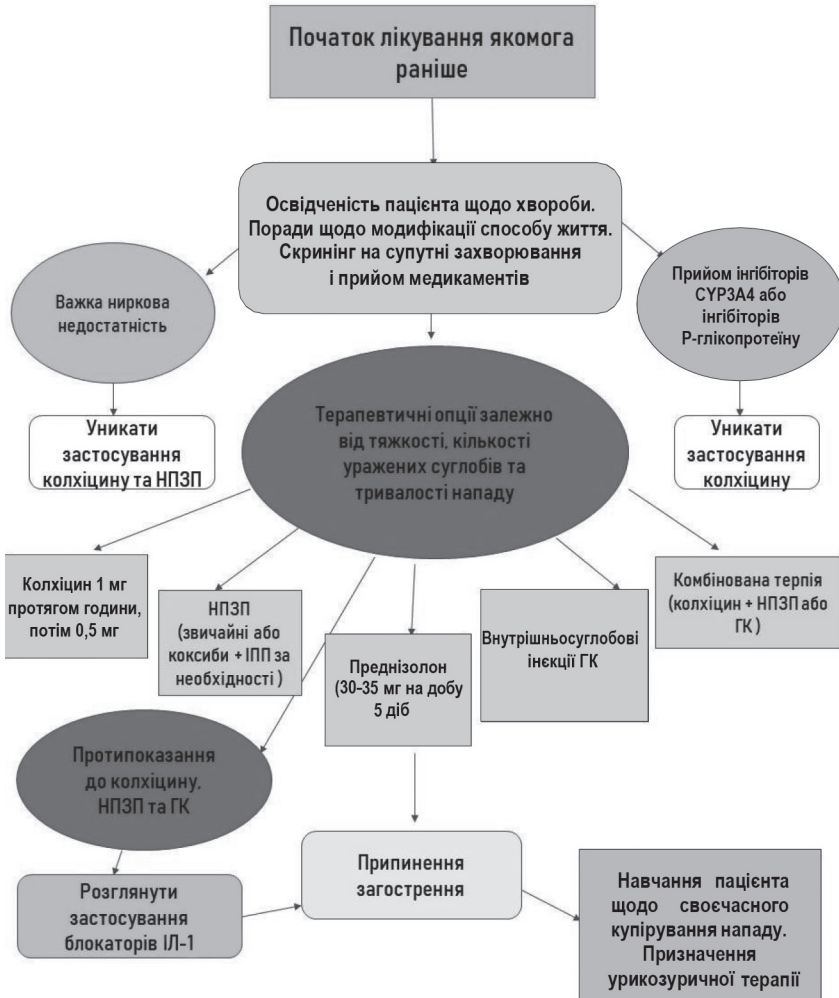 Початок лікування якомога
раніше
Освідченість пацієнта щодо хвороби.
Поради щодо модифікації способу життя.
Скринінг на супутні захворювання
і прийом медикаментів
Важка ниркова
недостатність
Прийом інгібіторів
CYP3A4 або
інгібіторів
Р-глікопротеїну
Уникати
застосування
колхіцину та НПЗП
Терапевтичні опції залежно
від тяжкості, кількості
уражених суглобів та
тривалості нападу
Уникати
застосування
колхіцину
Колхіцин 1 мг
протягом години,
потім 0,5 мг
НПЗП
(звичайні або
коксиби + ІПП за
необхідності )
Преднізолон
(30-35 мг на добу
5 діб
Внутрішньосуглобові
інєкції ГК
Комбінована терпія
(колхіцин + НПЗП або
ГК )
Протипоказання
до колхіцину,
НПЗП та ГК
Розглянути
застосування
блокаторів ІЛ-1
Припинення
загострення
Навчання пацієнта
щодо своєчасного
купірування нападу.
Призначення
урикозуричної терапії